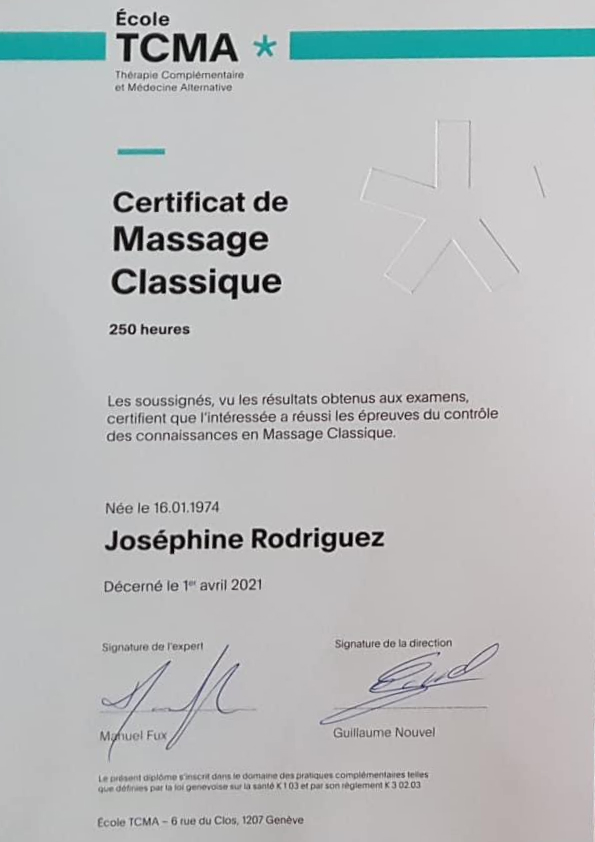 École
TCMA
Thérapie Complémentaire
et Médecine Alternative
Certificat de
Massage
Classique
250 heures
Les soussignés, vu les résultats obtenus aux examens,
certifient que l'intéressée a réussi les épreuves du contrôle
des connaissances en Massage Classique.
Née le 16.01.1974
Joséphine Rodriguez
Décerné le 1er avril 2021
Signature de l'expert
Signature de la direction
Manuel Fux
Guillaume Nouvel
Le présent diplôme s'inscrit dans le domaine des pratiques complémentaires telles
que définies par la loi genevoise sur la santé K 1 03 et par son règlement K 3 02.03
École TCMA – 6 rue du Clos, 1207 Genève